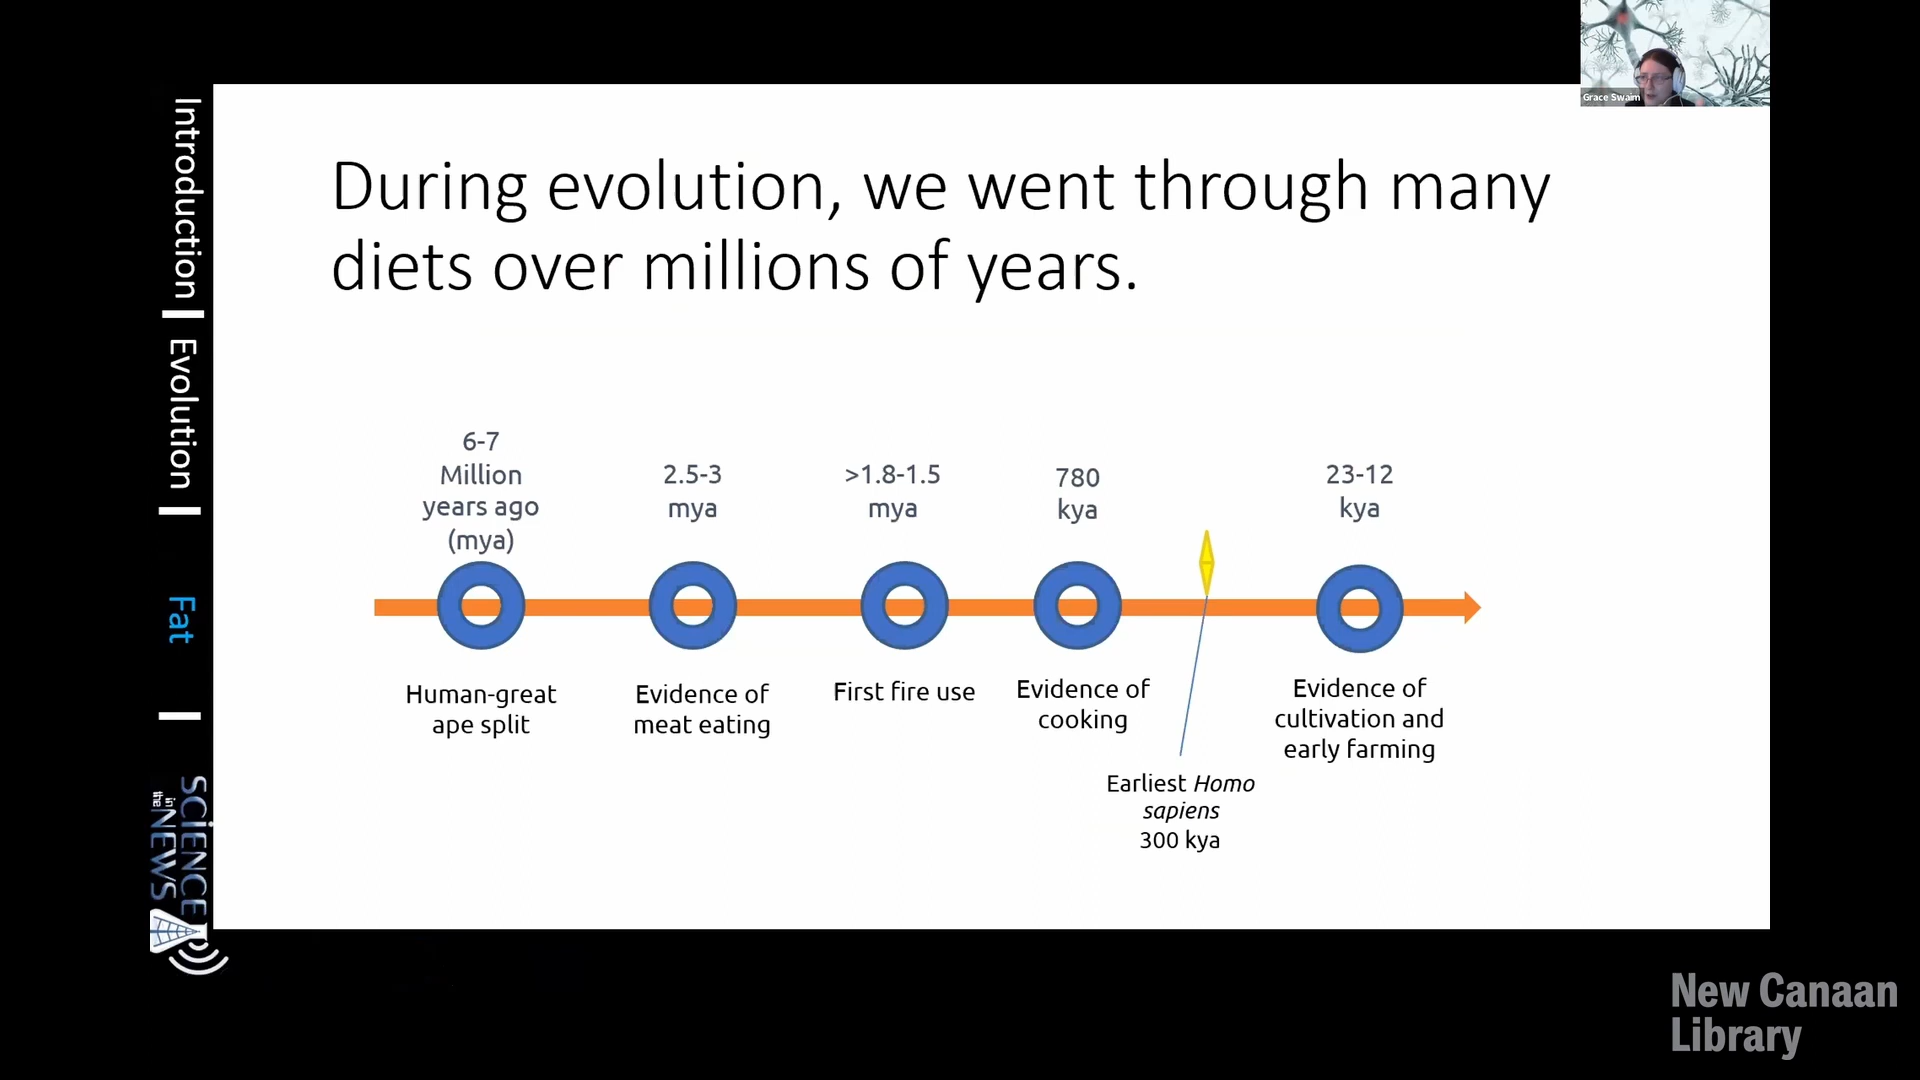 Grace Swaim
Introduction
Evolution
Fat
SCIENCE
in the
NEWS
During evolution, we went through many
diets over millions of years.
6-7
Million
years ago
(mya)
2.5-3
mya
>1.8-1.5
mya
780
kya
23-12
kya
Human-great
ape split
Evidence of
meat eating
First fire use
Evidence of
cooking
Earliest Homo
sapiens
300 kya
Evidence of
cultivation and
early farming
New Canaan
Library